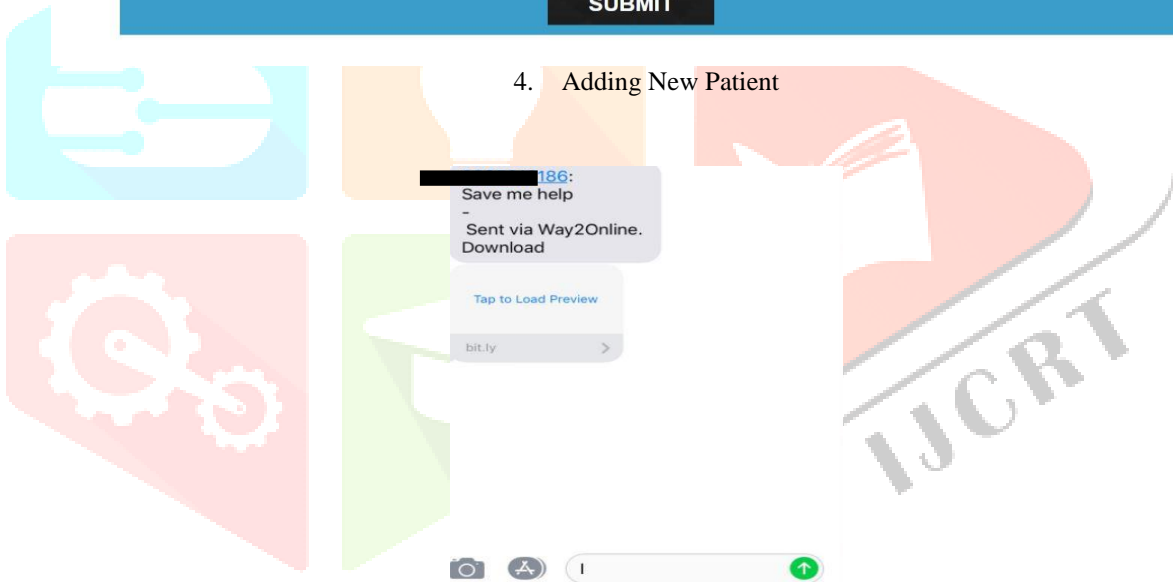 SUBMIT
4. Adding New Patient
186:
Save me help
-
Sent via Way2Online.
Download
Tap to Load Preview
bit.ly >
IJCRT